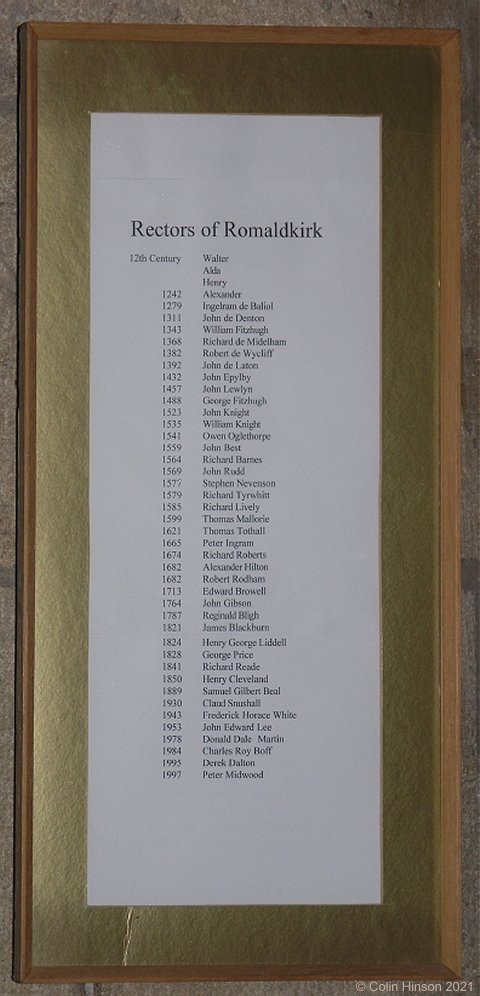 Rectors of Romaldkirk
12th Century Walter
Alda
Henry
1242 Alexander
1279 Ingelram de Baliol
1311 John de Denton
1343 William Fitzhugh
1368 Richard de Midelham
1382 Robert de Wycliff
1392 John de Laton
1432 John Epylby
1457 John Lewlyn
1488 George Fitzhugh
1523 John Knight
1535 William Knight
1541 Owen Oglethorpe
1559 John Best
1564 Richard Barnes
1569 John Rudd
1577 Stephen Nevenson
1579 Richard Tyrwhitt
1585 Richard Lively
1599 Thomas Mallorie
1621 Thomas Tothall
1665 Peter Ingram
1674 Richard Roberts
1682 Alexander Hilton
1682 Robert Rodham
1713 Edward Browell
1764 John Gibson
1787 Reginald Bligh
1821 James Blackburn
1824 Henry George Liddell
1828 George Price
1841 Richard Reade
1850 Henry Cleveland
1889 Samuel Gilbert Beal
1930 Claud Snushall
1943 Frederick Horace White
1953 John Edward Lee
1978 Donald Dale Martin
1984 Charles Roy Boff
1995 Derek Dalton
1997 Peter Midwood
© Colin Hinson 2021